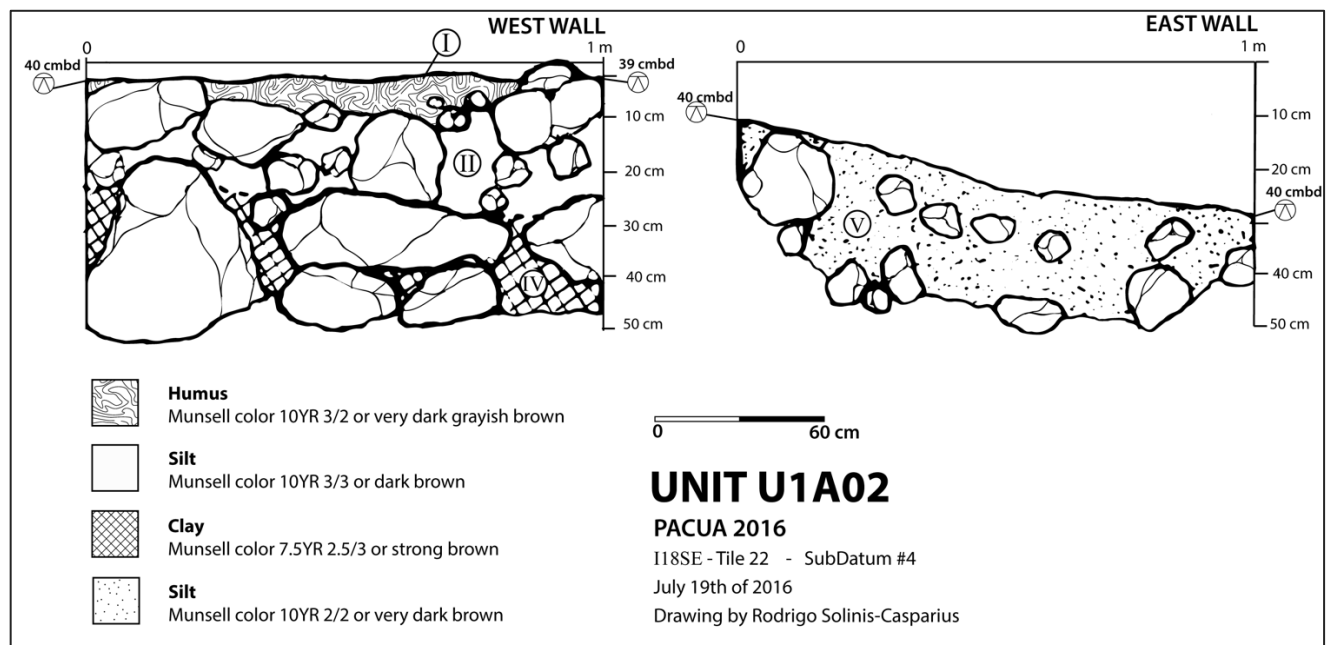 WEST WALL
EAST WALL
I
0
1 m
0
1 m
40 cmbd
39 cmbd
40 cmbd
10 cm
20 cm
30 cm
40 cm
50 cm
II
IV
10 cm
20 cm
40 cmbd
30 cm
40 cm
50 cm
V
Humus
Munsell color 10YR 3/2 or very dark grayish brown
Silt
Munsell color 10YR 3/3 or dark brown
Clay
Munsell color 7.5YR 2.5/3 or strong brown
Silt
Munsell color 10YR 2/2 or very dark brown
0 60 cm
UNIT U1A02
PACUA 2016
I18SE - Tile 22 - SubDatum #4
July 19th of 2016
Drawing by Rodrigo Solinis-Casparius